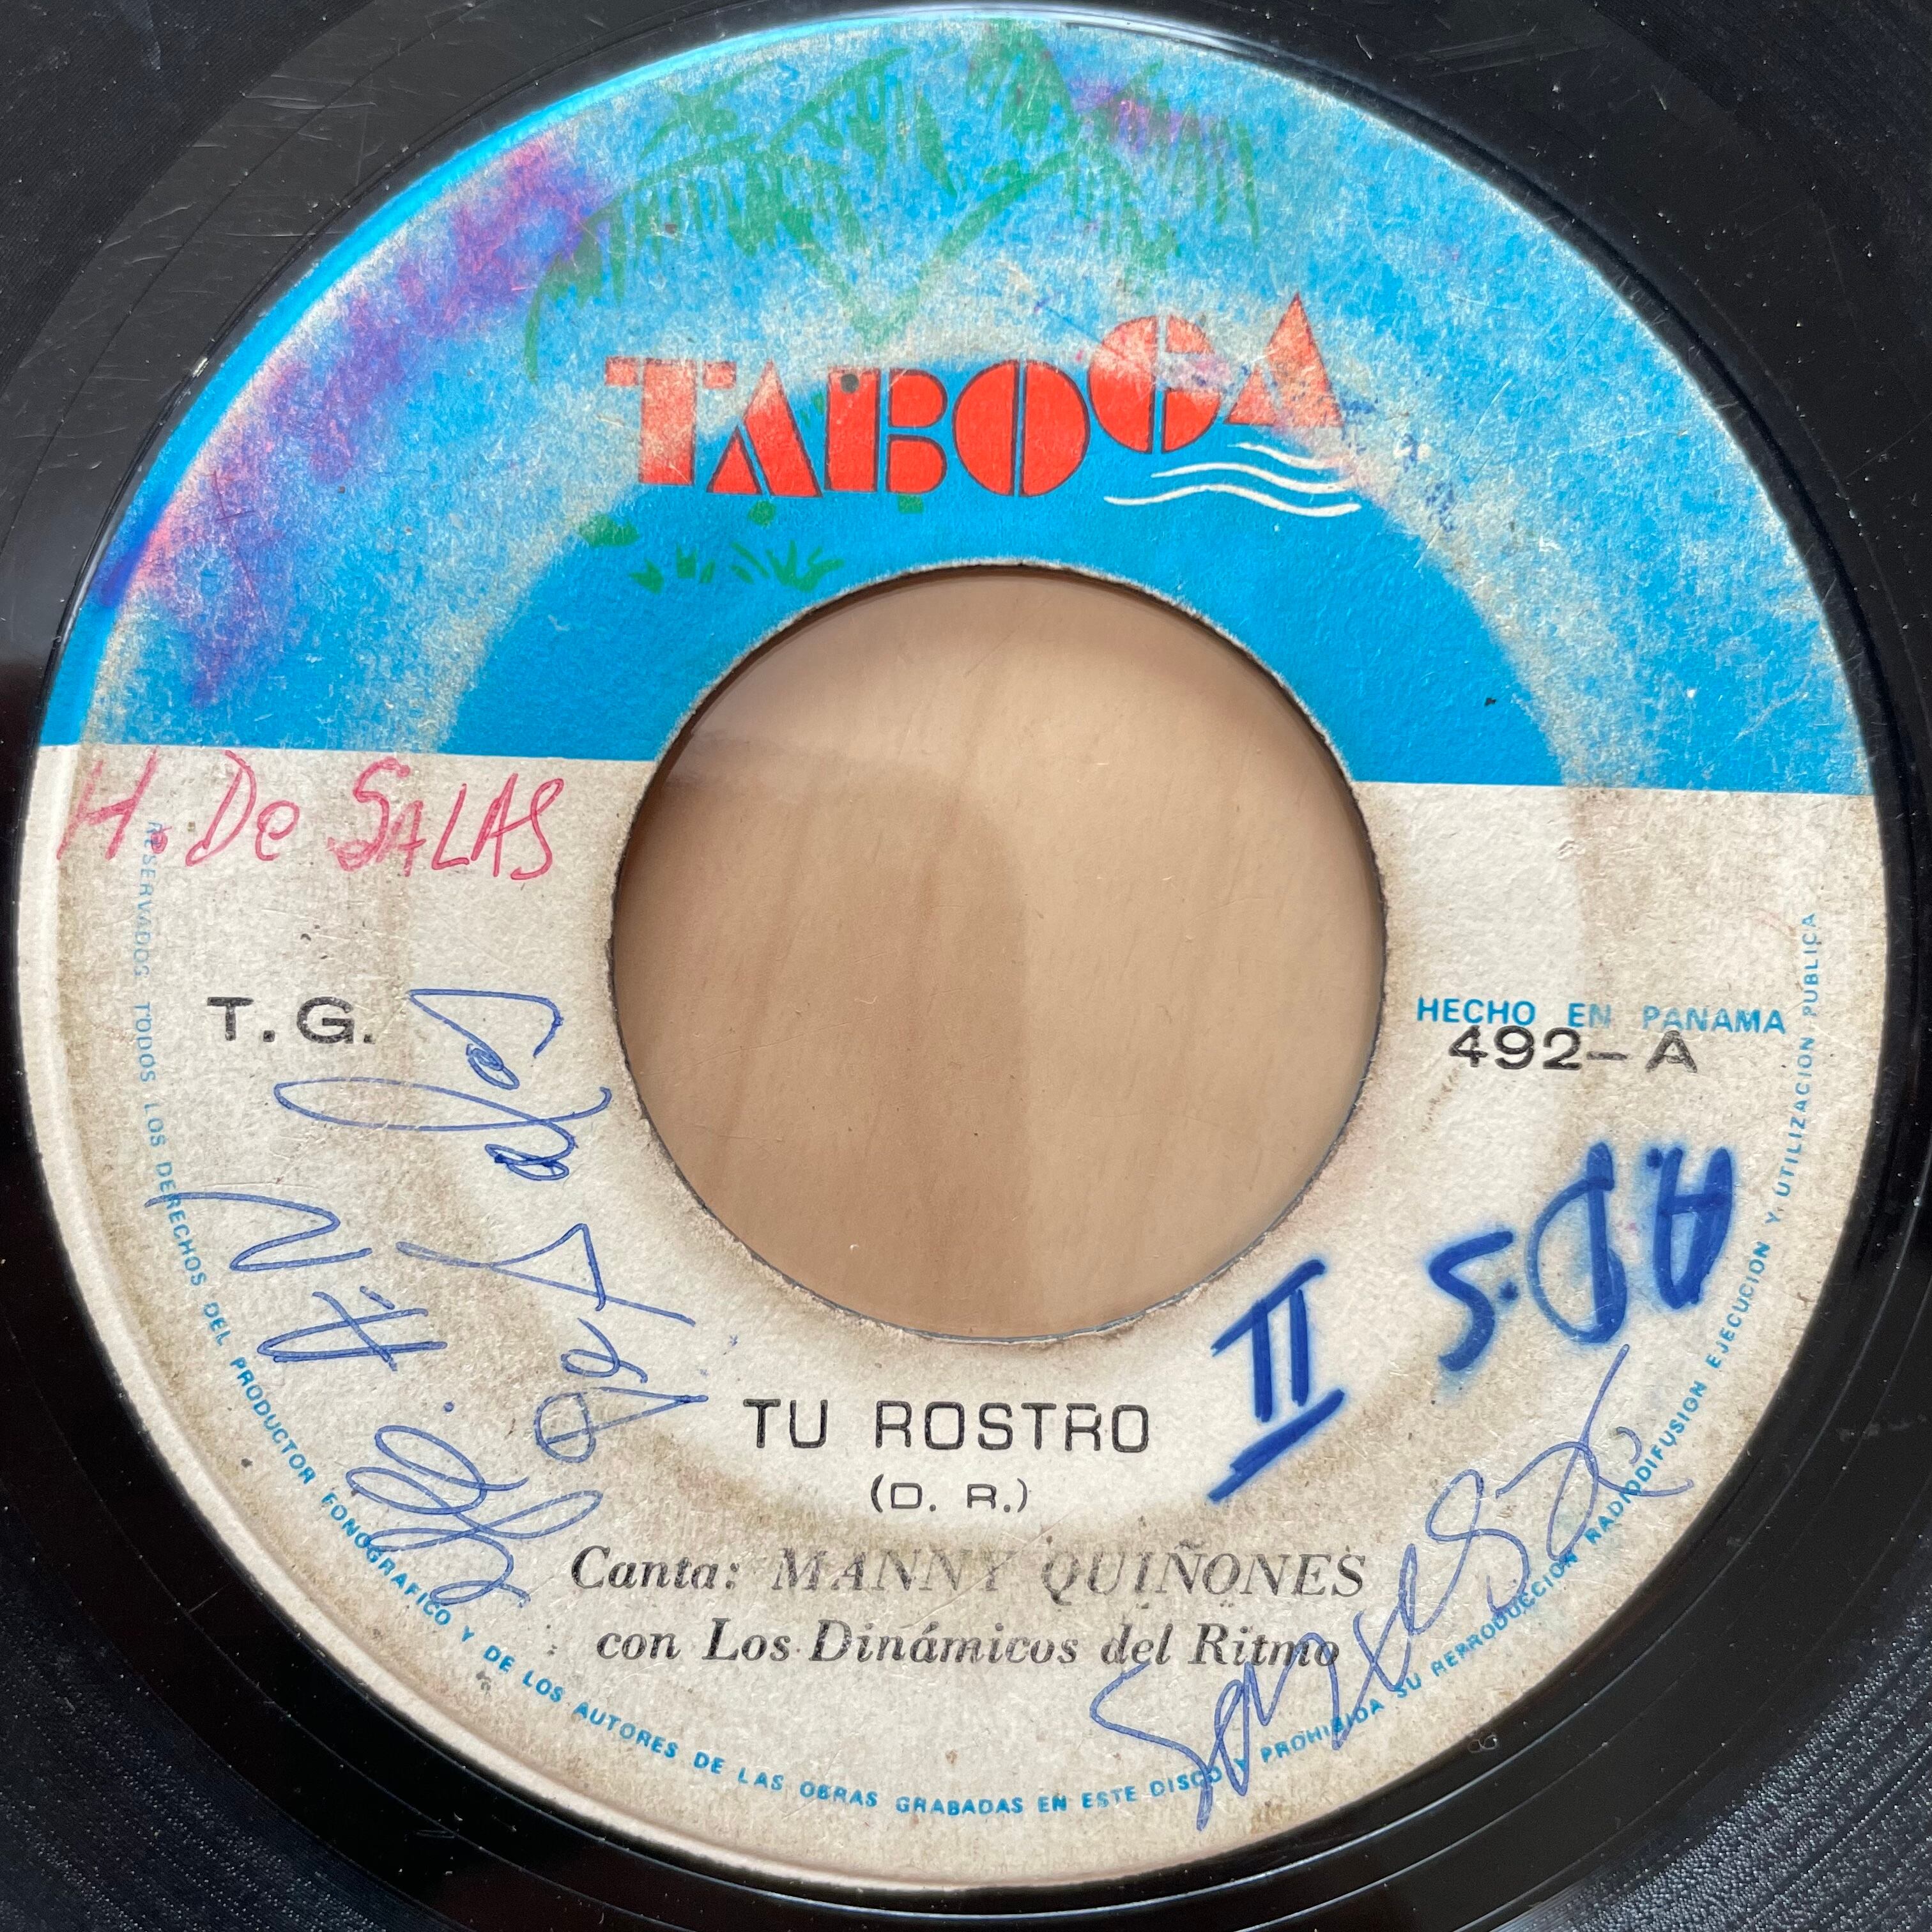 TABOGA
H. De SALAS
T. G.
HECHO EN PANAMA
492-A
A.D.S
II
TU ROSTRO
(D. R.)
Canta: MANNY QUIÑONES
con Los Dinámicos del Ritmo
RESERVADOS TODOS LOS DERECHOS DEL PRODUCTOR FONOGRAFICO Y DE LOS AUTORES DE LAS OBRAS GRABADAS EN ESTE DISCO Y PROHIBIDA SU REPRODUCCION RADIODIFUSION EJECUCION Y UTILIZACION PUBLICA